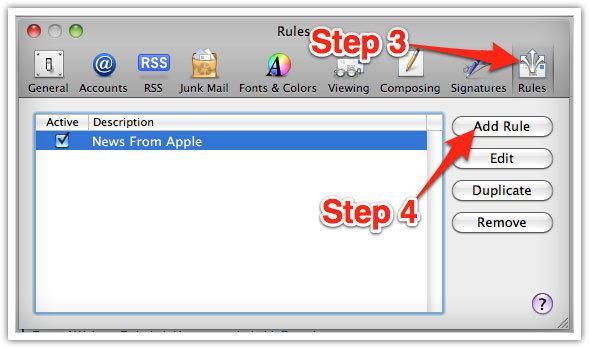 Rules
Step 3
@ RSS
General Accounts RSS Junk Mail Fonts & Colors Viewing Composing Signatures Rules
Active Description
News From Apple
Add Rule
Edit
Duplicate
Step 4
Remove
?